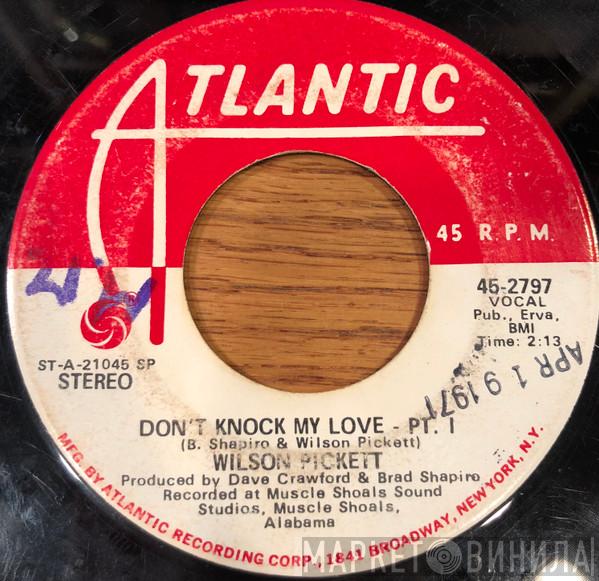 ATLANTIC
45 R.P.M.
45-2797
VOCAL
Pub., Erva,
BMI
Time: 2:13
APR 19 1971
ST-A-21045 SP
STEREO
DON'T KNOCK MY LOVE - PT. I
(B. Shapiro & Wilson Pickett)
WILSON PICKETT
Produced by Dave Crawford & Brad Shapiro
Recorded at Muscle Shoals Sound
Studios, Muscle Shoals,
Alabama
MFG. BY ATLANTIC RECORDING CORP., 1841 BROADWAY, NEW YORK, N.Y.
МАРКЕТ ВИНИЛА